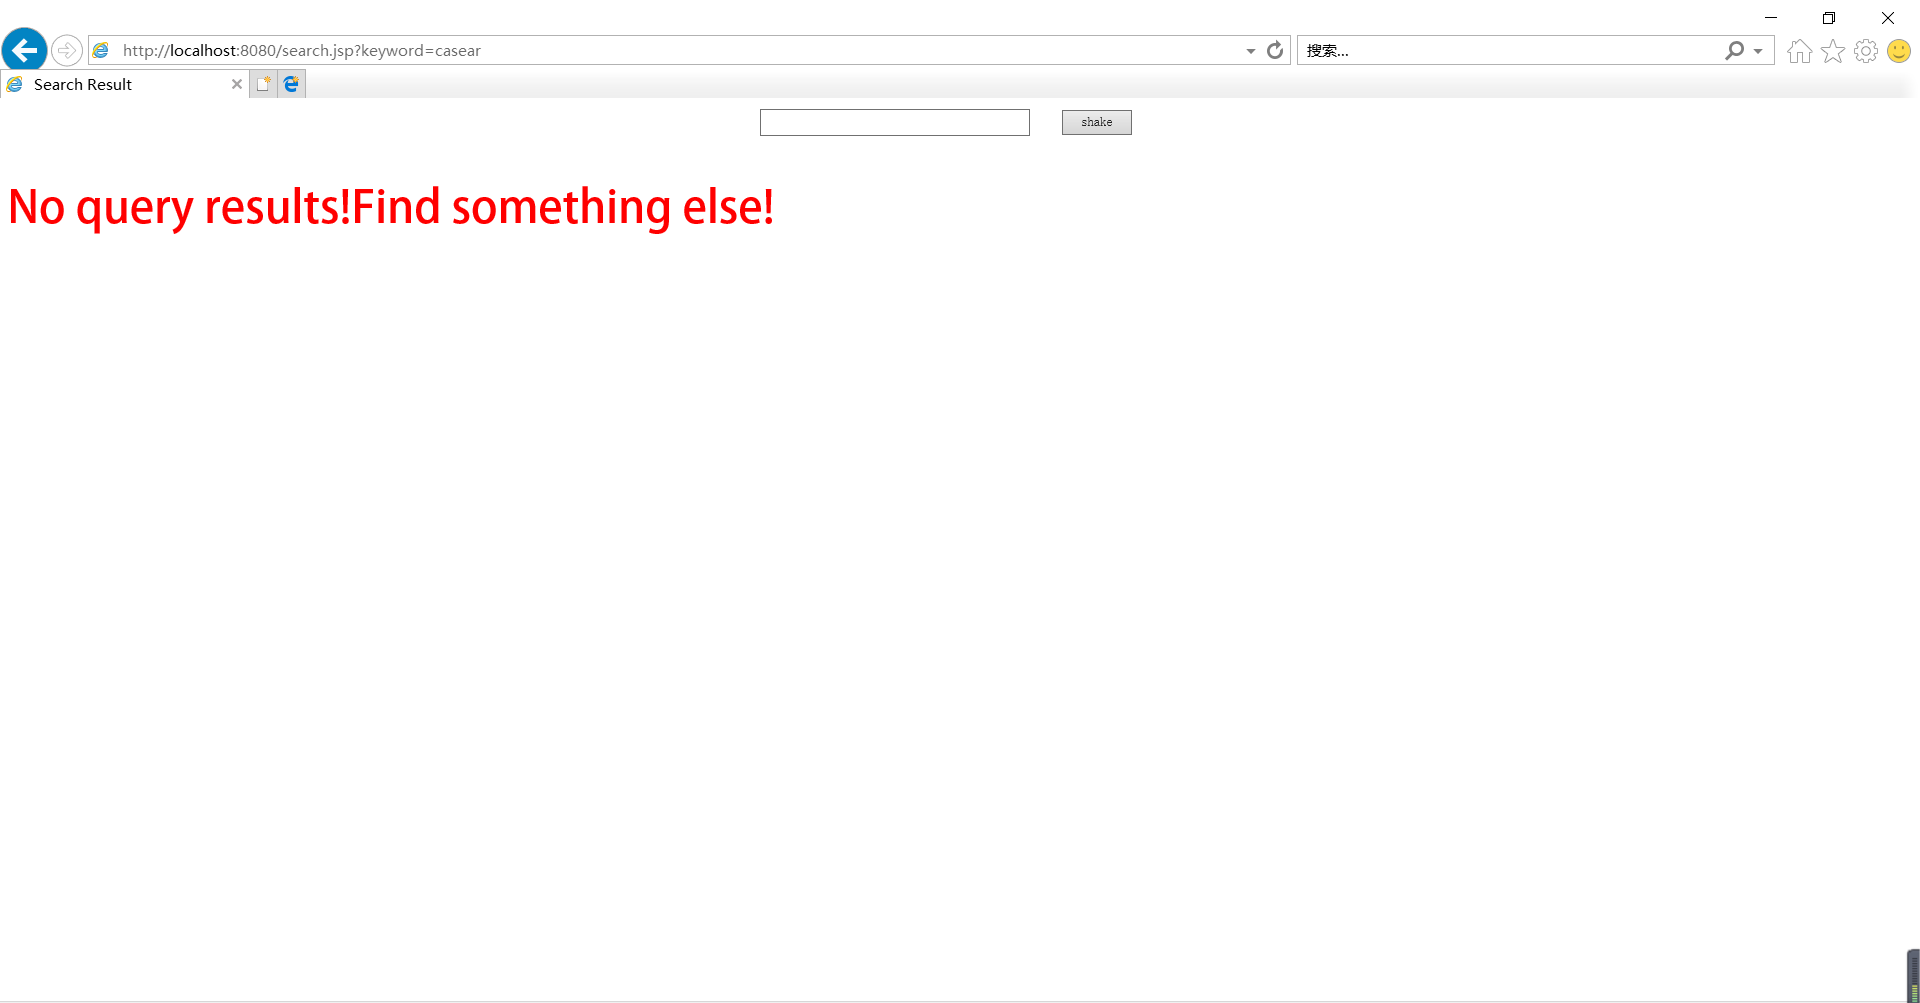 http://localhost:8080/search.jsp?keyword=casear
搜索...
Search Result
shake
No query results!Find something else!